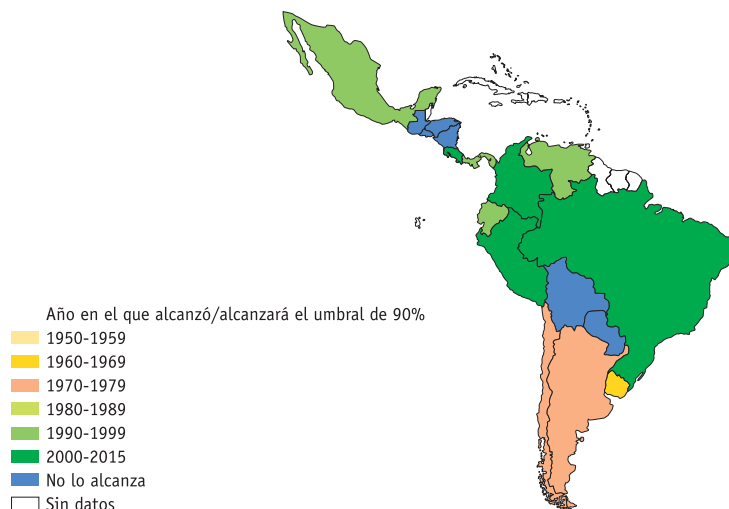 Año en el que alcanzó/alcanzará el umbral de 90%
1950-1959
1960-1969
1970-1979
1980-1989
1990-1999
2000-2015
No lo alcanza
Sin datos